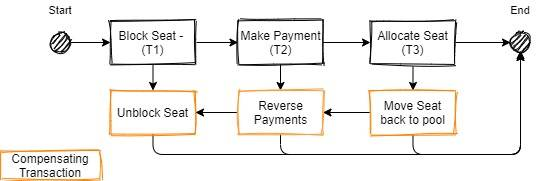 Start
End
Block Seat -
(T1)
Make Payment
(T2)
Allocate Seat
(T3)
Unblock Seat
Reverse
Payments
Move Seat
back to pool
Compensating
Transaction